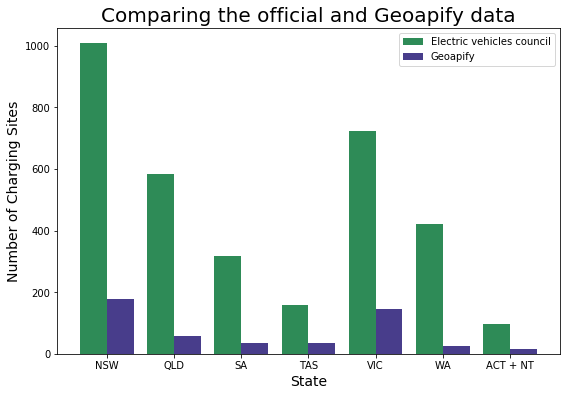 Comparing the official and Geoapify data
Electric vehicles council
Geoapify
Number of Charging Sites
1000
800
600
400
200
0
NSW QLD SA TAS VIC WA ACT + NT
State